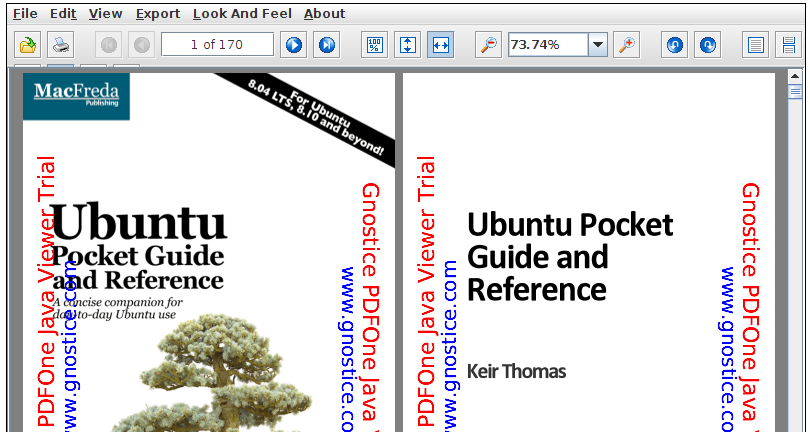 File Edit View Export Look And Feel About
1 of 170
100 %
73.74%
MacFreda
Publishing
For Ubuntu
8.04 LTS, 8.10 and beyond!
Ubuntu
Pocket Guide
and Reference
A concise companion for
day-to-day Ubuntu use
PDFOne Java Viewer Trial
www.gnostice.com
Gnostice PDFOne Java
www.gnostice.co
Ubuntu Pocket
Guide and
Reference
Keir Thomas
PDFOne Java Viewer Trial
www.gnostice.com
Gnostice PDFOne Java
www.gnostice.co